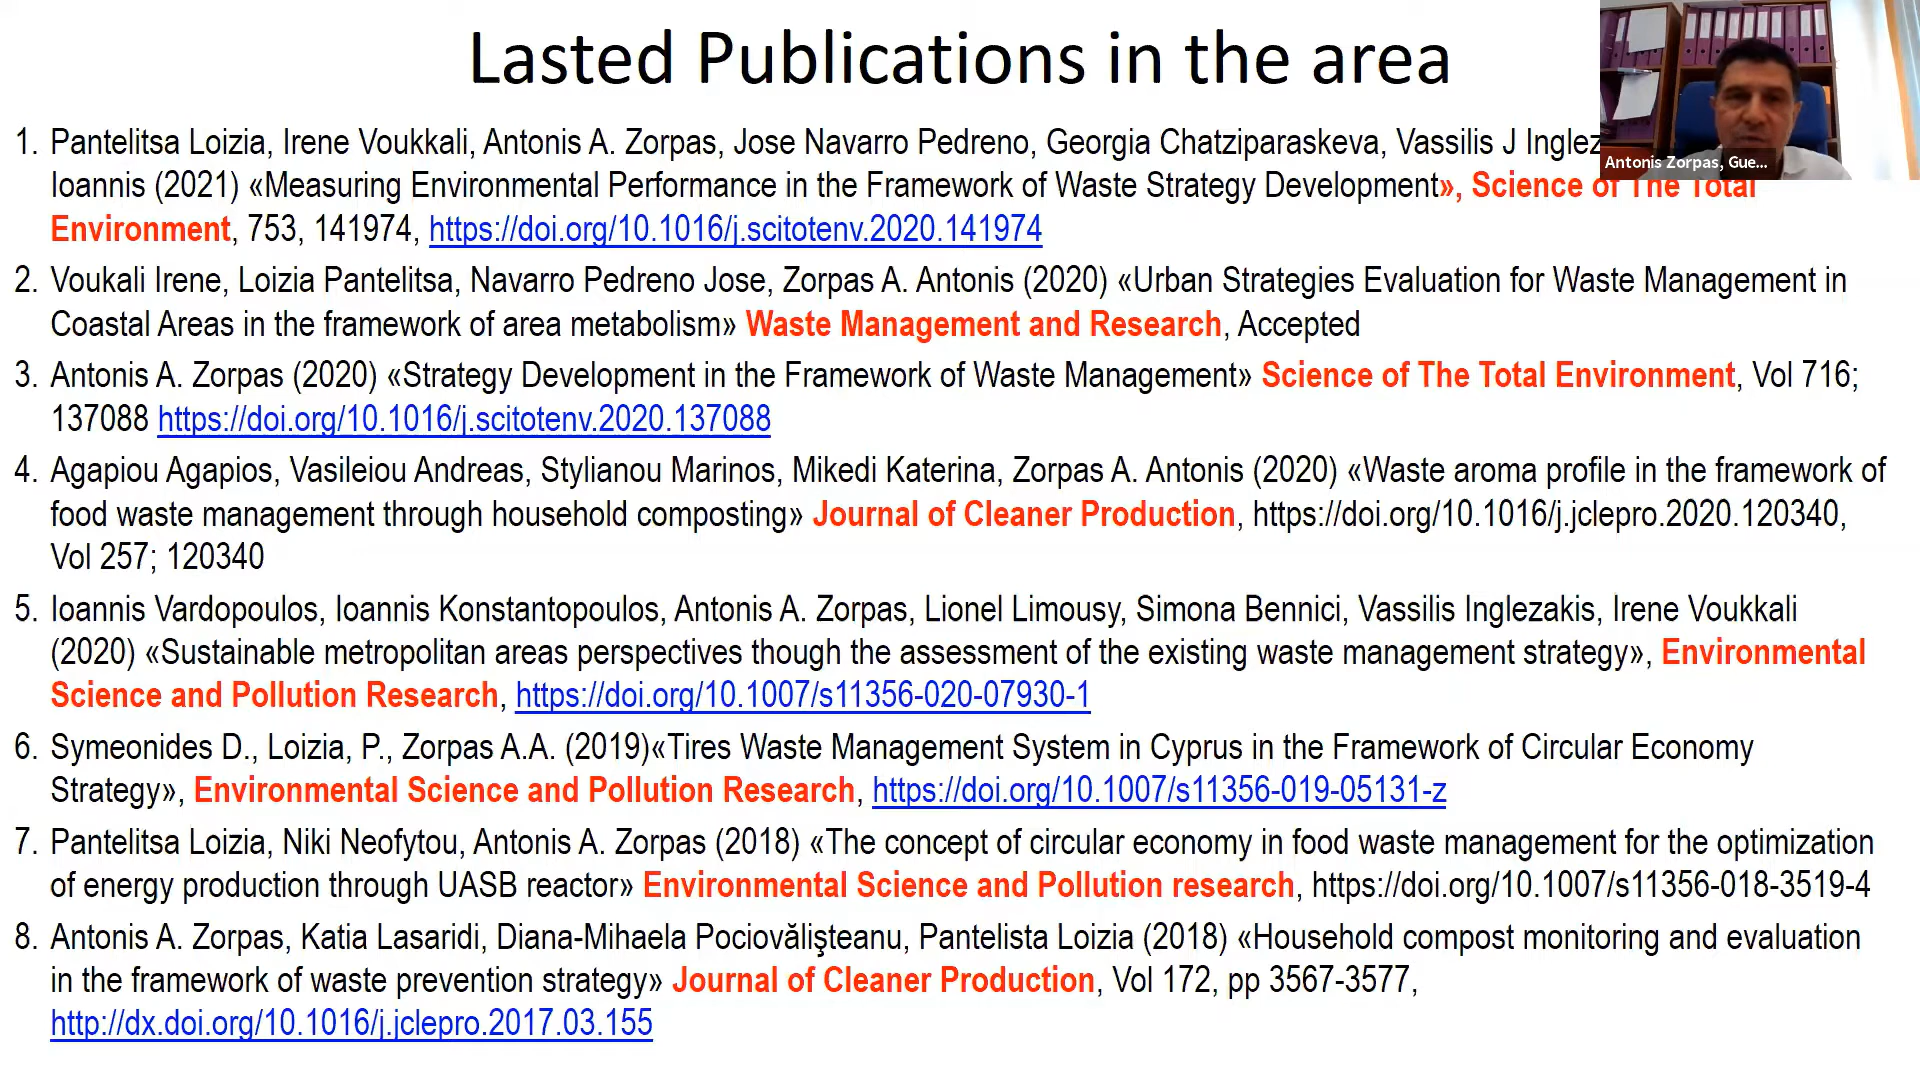 Lasted Publications in the area
1. Pantelitsa Loizia, Irene Voukkali, Antonis A. Zorpas, Jose Navarro Pedreno, Georgia Chatziparaskeva, Vassilis J
Antonis Zorpas, Gue...
Ioannis (2021) «Measuring Environmental Performance in the Framework of Waste Strategy Development», Science of The Total
Environment, 753, 141974, https://doi.org/10.1016/j.scitotenv.2020.141974
2. Voukali Irene, Loizia Pantelitsa, Navarro Pedreno Jose, Zorpas A. Antonis (2020) «Urban Strategies Evaluation for Waste Management in
Coastal Areas in the framework of area metabolism» Waste Management and Research, Accepted
3. Antonis A. Zorpas (2020) «Strategy Development in the Framework of Waste Management» Science of The Total Environment, Vol 716;
137088 https://doi.org/10.1016/j.scitotenv.2020.137088
4. Agapiou Agapios, Vasileiou Andreas, Stylianou Marinos, Mikedi Katerina, Zorpas A. Antonis (2020) «Waste aroma profile in the framework of
food waste management through household composting» Journal of Cleaner Production, https://doi.org/10.1016/j.jclepro.2020.120340,
Vol 257; 120340
5. Ioannis Vardopoulos, Ioannis Konstantopoulos, Antonis A. Zorpas, Lionel Limousy, Simona Bennici, Vassilis Inglezakis, Irene Voukkali
(2020) «Sustainable metropolitan areas perspectives though the assessment of the existing waste management strategy», Environmental
Science and Pollution Research, https://doi.org/10.1007/s11356-020-07930-1
6. Symeonides D., Loizia, P., Zorpas A.A. (2019)«Tires Waste Management System in Cyprus in the Framework of Circular Economy
Strategy», Environmental Science and Pollution Research, https://doi.org/10.1007/s11356-019-05131-z
7. Pantelitsa Loizia, Niki Neofytou, Antonis A. Zorpas (2018) «The concept of circular economy in food waste management for the optimization
of energy production through UASB reactor» Environmental Science and Pollution research, https://doi.org/10.1007/s11356-018-3519-4
8. Antonis A. Zorpas, Katia Lasaridi, Diana-Mihaela Pociovălişteanu, Pantelista Loizia (2018) «Household compost monitoring and evaluation
in the framework of waste prevention strategy» Journal of Cleaner Production, Vol 172, pp 3567-3577,
http://dx.doi.org/10.1016/j.jclepro.2017.03.155